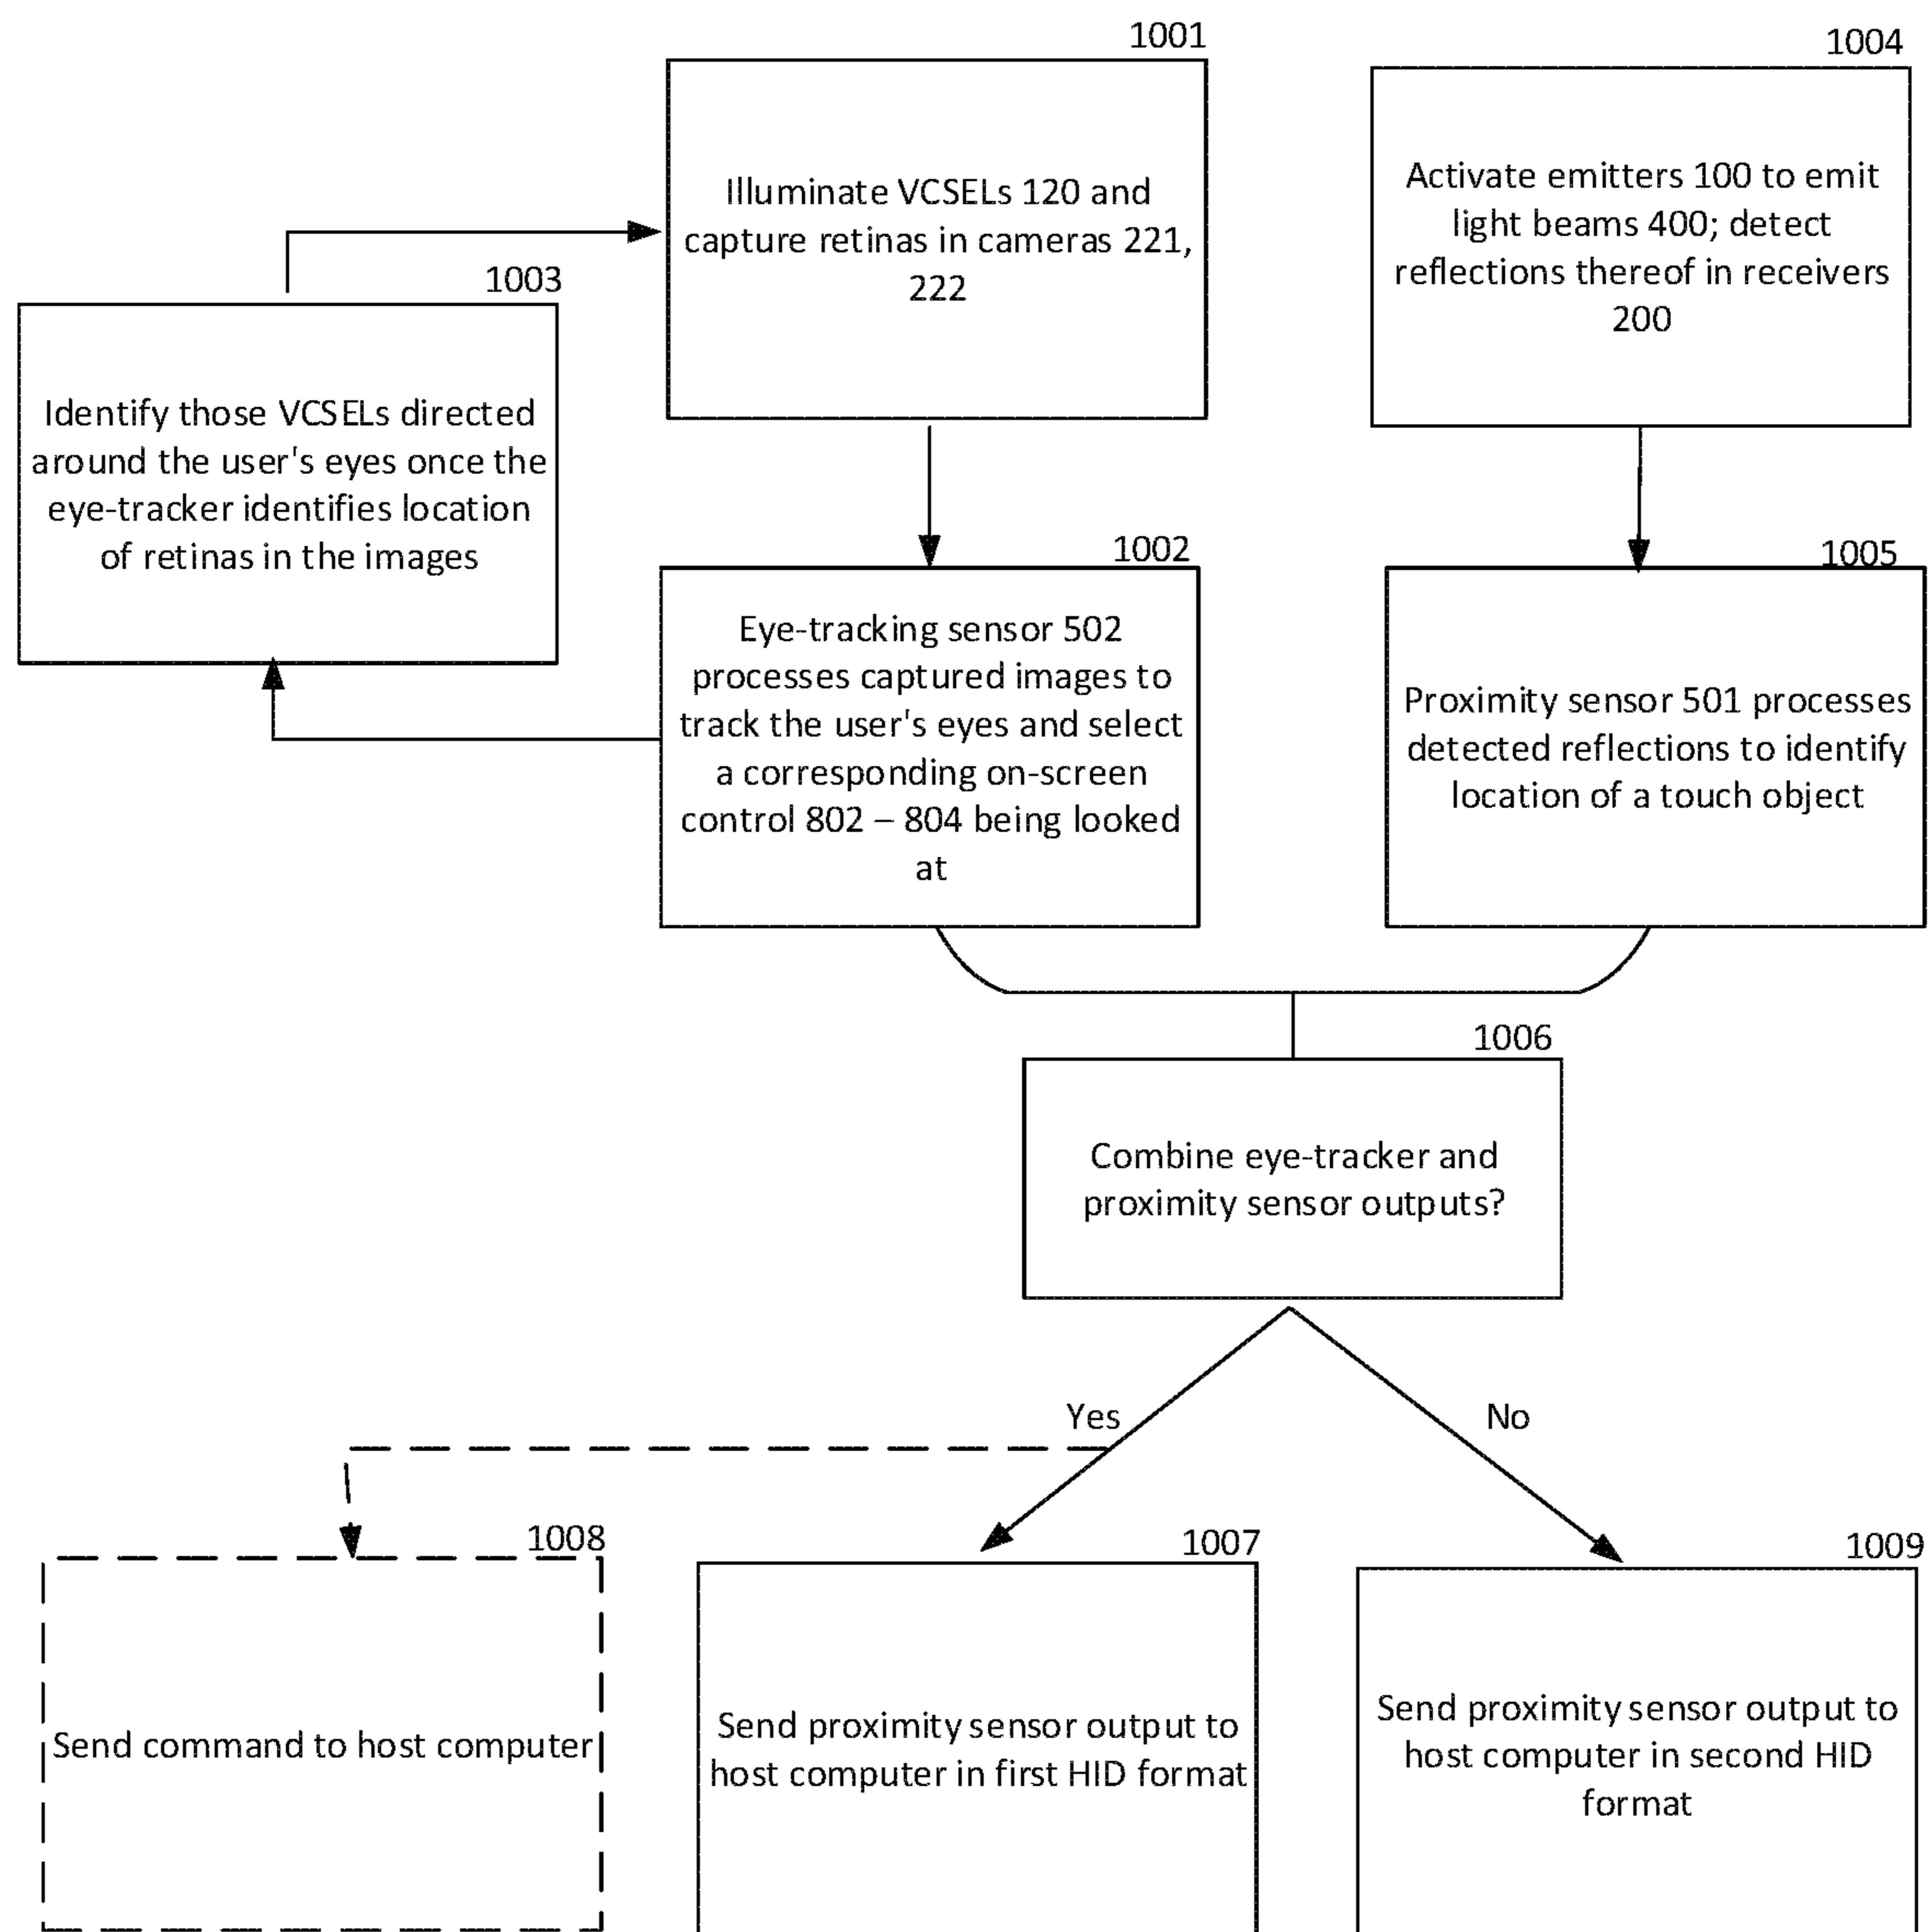 1001
Illuminate VCSELs 120 and
capture retinas in cameras 221,
222
1004
Activate emitters 100 to emit
light beams 400; detect
reflections thereof in receivers
200
1003
Identify those VCSELs directed
around the user's eyes once the
eye-tracker identifies location
of retinas in the images
1002
Eye-tracking sensor 502
processes captured images to
track the user's eyes and select
a corresponding on-screen
control 802 – 804 being looked
at
1005
Proximity sensor 501 processes
detected reflections to identify
location of a touch object
1006
Combine eye-tracker and
proximity sensor outputs?
Yes
No
1008
Send command to host computer
1007
Send proximity sensor output to
host computer in first HID format
1009
Send proximity sensor output to
host computer in second HID
format